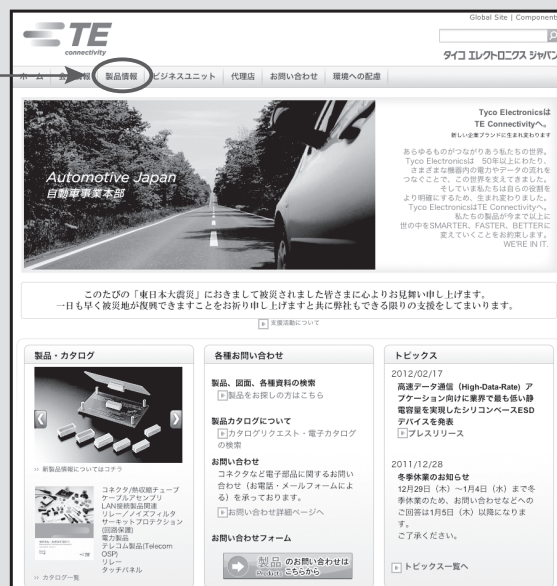 Global Site | Component
TE
connectivity
タイコ エレクトロニクス ジャパン
ホーム
製品情報
ビジネスユニット
代理店
お問い合わせ
環境への配慮
Automotive Japan
自動車事業本部
Tyco Electronicsは
TE Connectivityへ。
新しい企業ブランドに生まれ変わります
あらゆるものがつながりあう私たちの世界。
Tyco Electronicsは 50年以上にわたり、
さまざまな機器内の電力やデータの流れを
つなぐことで、この世界を支えてきました。
そしていま私たちは自らの役割を
より明確にするため、生まれ変わりました。
Tyco ElectronicsはTE Connectivityへ。
私たちの製品が今まで以上に
世の中をSMARTER、FASTER、BETTERに
変えていくことをお約束します。
WE'RE IN IT.
このたびの「東日本大震災」におきまして被災されました皆さまに心よりお見舞い申し上げます。
一日も早く被災地が復興できますことをお祈り申し上げますと共に弊社もできる限りの支援をしてまいります。
支援活動について
製品・カタログ
>> 新製品情報についてはコチラ
コネクタ/熱収縮チューブ
ケーブルアセンブリ
LAN接続製品関連
リレー／ノイズフィルタ
サーキットプロテクション
(回路保護)
電力製品
テレコム製品(Telecom
OSP)
リレー
タッチパネル
>> カタログ一覧
各種お問い合わせ
製品、図面、各種資料の検索
製品をお探しの方はこちら
製品カタログについて
カタログリクエスト・電子カタログ
の検索
お問い合わせ
コネクタなど電子部品に関するお問い
合わせ（お電話・メールフォームによ
る）を承っております。
お問い合わせ詳細ページへ
お問い合わせフォーム
製品 のお問い合わせは
Products こちらから
トピックス
2012/02/17
高速データ通信（High-Data-Rate）ア
プケーション向けに業界で最も低い静
電容量を実現したシリコンベースESD
デバイスを発表
プレスリリース
2011/12/28
冬季休業のお知らせ
12月29日（木）～1月4日（水）まで冬
季休業のため、お問い合わせなどへの
ご回答は1月5日（木）以降になりま
す。
ご了承ください。
トピックス一覧へ